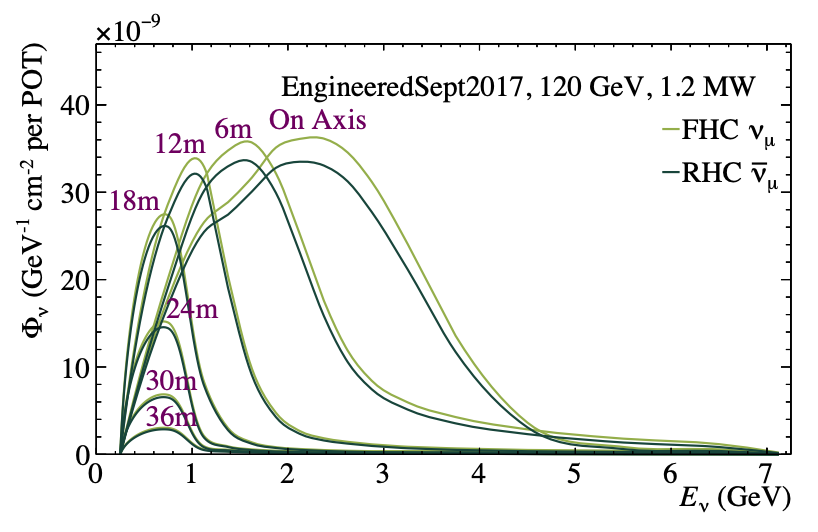 ×10⁻⁹
EngineeredSept2017, 120 GeV, 1.2 MW
FHC νμ
RHC ν̄μ
On Axis
6m
12m
18m
24m
30m
36m
Φν (GeV⁻¹ cm⁻² per POT)
40
30
20
10
0
0 1 2 3 4 5 6 7
Eν (GeV)